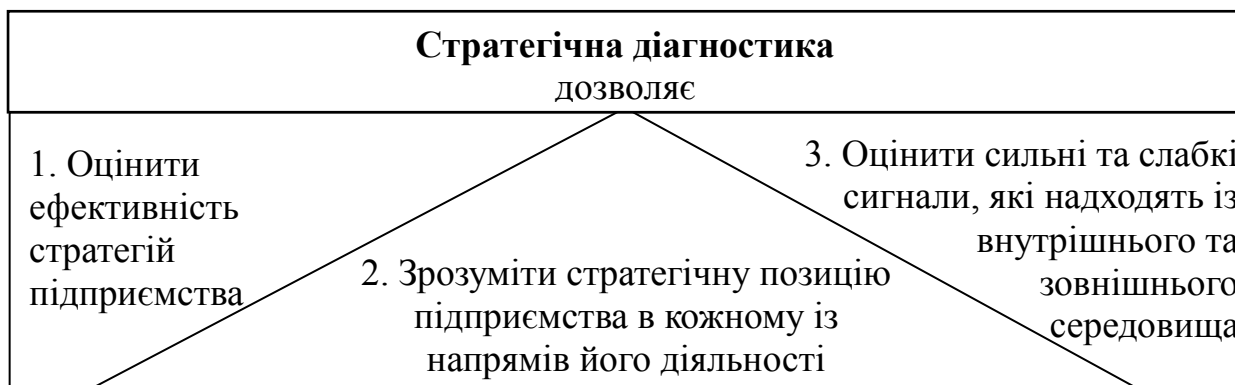 Стратегічна діагностика
дозволяє
1. Оцінити
ефективність
стратегій
підприємства
2. Зрозуміти стратегічну позицію
підприємства в кожному із
напрямів його діяльності
3. Оцінити сильні та слабкі
сигнали, які надходять із
внутрішнього та
зовнішнього
середовища